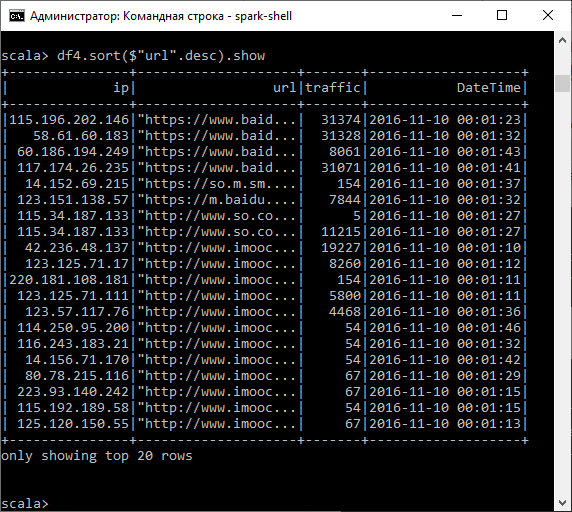 Администратор: Командная строка - spark-shell
scala> df4.sort($"url".desc).show
+---------------+--------------------+-------+-------------------+
|             ip|                 url|traffic|           DateTime|
+---------------+--------------------+-------+-------------------+
|115.196.202.146|"https://www.baid...|  31374|2016-11-10 00:01:23|
|   58.61.60.183|"https://www.baid...|  31328|2016-11-10 00:01:32|
| 60.186.194.249|"https://www.baid...|   8061|2016-11-10 00:01:43|
| 117.174.26.235|"https://www.baid...|  31071|2016-11-10 00:01:41|
|  14.152.69.215|"https://so.m.sm....|    154|2016-11-10 00:01:37|
| 123.151.138.57|"https://m.baidu....|   7844|2016-11-10 00:01:32|
| 115.34.187.133|"http://www.so.co...|      5|2016-11-10 00:01:27|
| 115.34.187.133|"http://www.so.co...|  11215|2016-11-10 00:01:27|
|  42.236.48.137|"http://www.imooc...|  19227|2016-11-10 00:01:10|
|  123.125.71.17|"http://www.imooc...|   8260|2016-11-10 00:01:12|
|220.181.108.181|"http://www.imooc...|    154|2016-11-10 00:01:11|
| 123.125.71.111|"http://www.imooc...|   5800|2016-11-10 00:01:11|
|  123.57.117.76|"http://www.imooc...|   4468|2016-11-10 00:01:36|
| 114.250.95.200|"http://www.imooc...|     54|2016-11-10 00:01:46|
| 116.243.183.21|"http://www.imooc...|     54|2016-11-10 00:01:32|
|  14.156.71.170|"http://www.imooc...|     54|2016-11-10 00:01:42|
|  80.78.215.116|"http://www.imooc...|     67|2016-11-10 00:01:29|
| 223.93.140.242|"http://www.imooc...|     67|2016-11-10 00:01:15|
| 115.192.189.58|"http://www.imooc...|     54|2016-11-10 00:01:15|
| 125.120.150.55|"http://www.imooc...|     67|2016-11-10 00:01:13|
+---------------+--------------------+-------+-------------------+
only showing top 20 rows
scala>